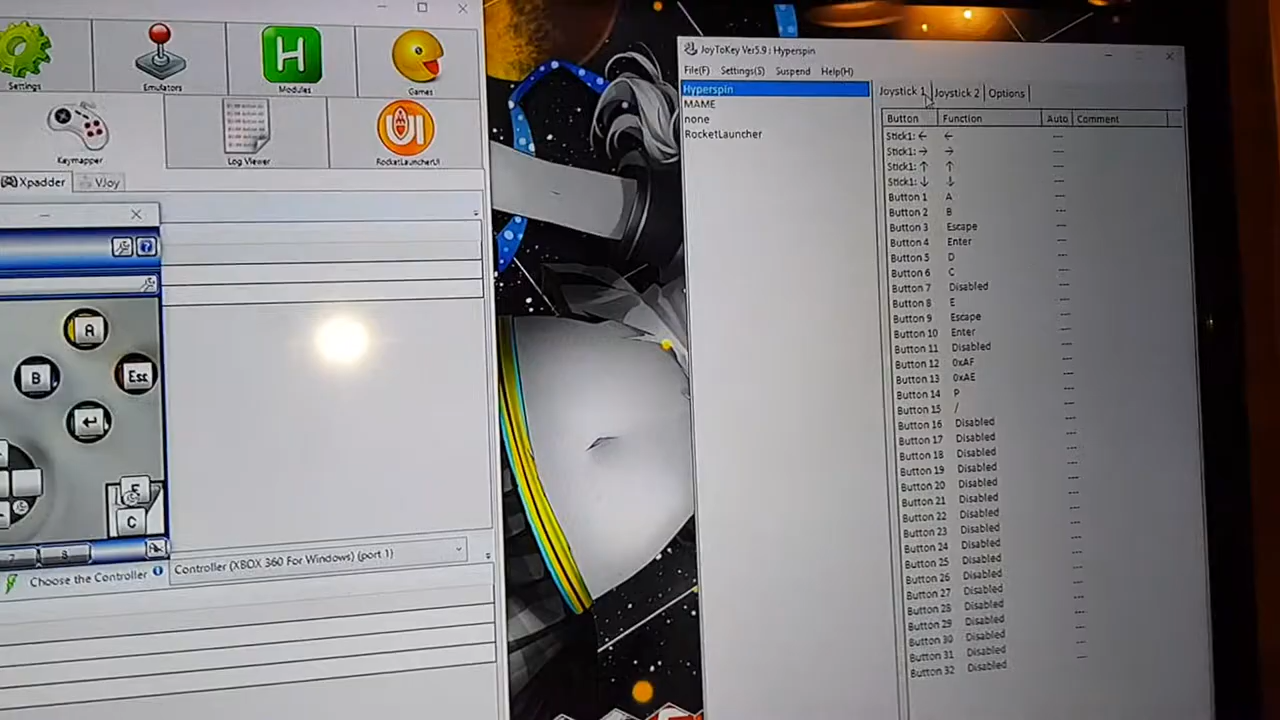 Settings
Emulators
Modules
Games
Keymapper
Log Viewer
RocketLauncherUI
Xpadder
VJoy
A
B
Esc
C
7
8
Choose the Controller
Controller (XBOX 360 For Windows) (port 1)
JoyToKey Ver5.9 : Hyperspin
File(F) Settings(S) Suspend Help(H)
Hyperspin
MAME
none
RocketLauncher
Joystick 1 Joystick 2 Options
Button Function Auto Comment
Stick1: ← ← ---
Stick1: → → ---
Stick1: ↑ ↑ ---
Stick1: ↓ ↓ ---
Button 1 A ---
Button 2 B ---
Button 3 Escape ---
Button 4 Enter ---
Button 5 D ---
Button 6 C ---
Button 7 Disabled ---
Button 8 E ---
Button 9 Escape ---
Button 10 Enter ---
Button 11 Disabled ---
Button 12 0xAF ---
Button 13 0xAE ---
Button 14 P ---
Button 15 / ---
Button 16 Disabled ---
Button 17 Disabled ---
Button 18 Disabled ---
Button 19 Disabled ---
Button 20 Disabled ---
Button 21 Disabled ---
Button 22 Disabled ---
Button 23 Disabled ---
Button 24 Disabled ---
Button 25 Disabled ---
Button 26 Disabled ---
Button 27 Disabled ---
Button 28 Disabled ---
Button 29 Disabled ---
Button 30 Disabled ---
Button 31 Disabled ---
Button 32 Disabled